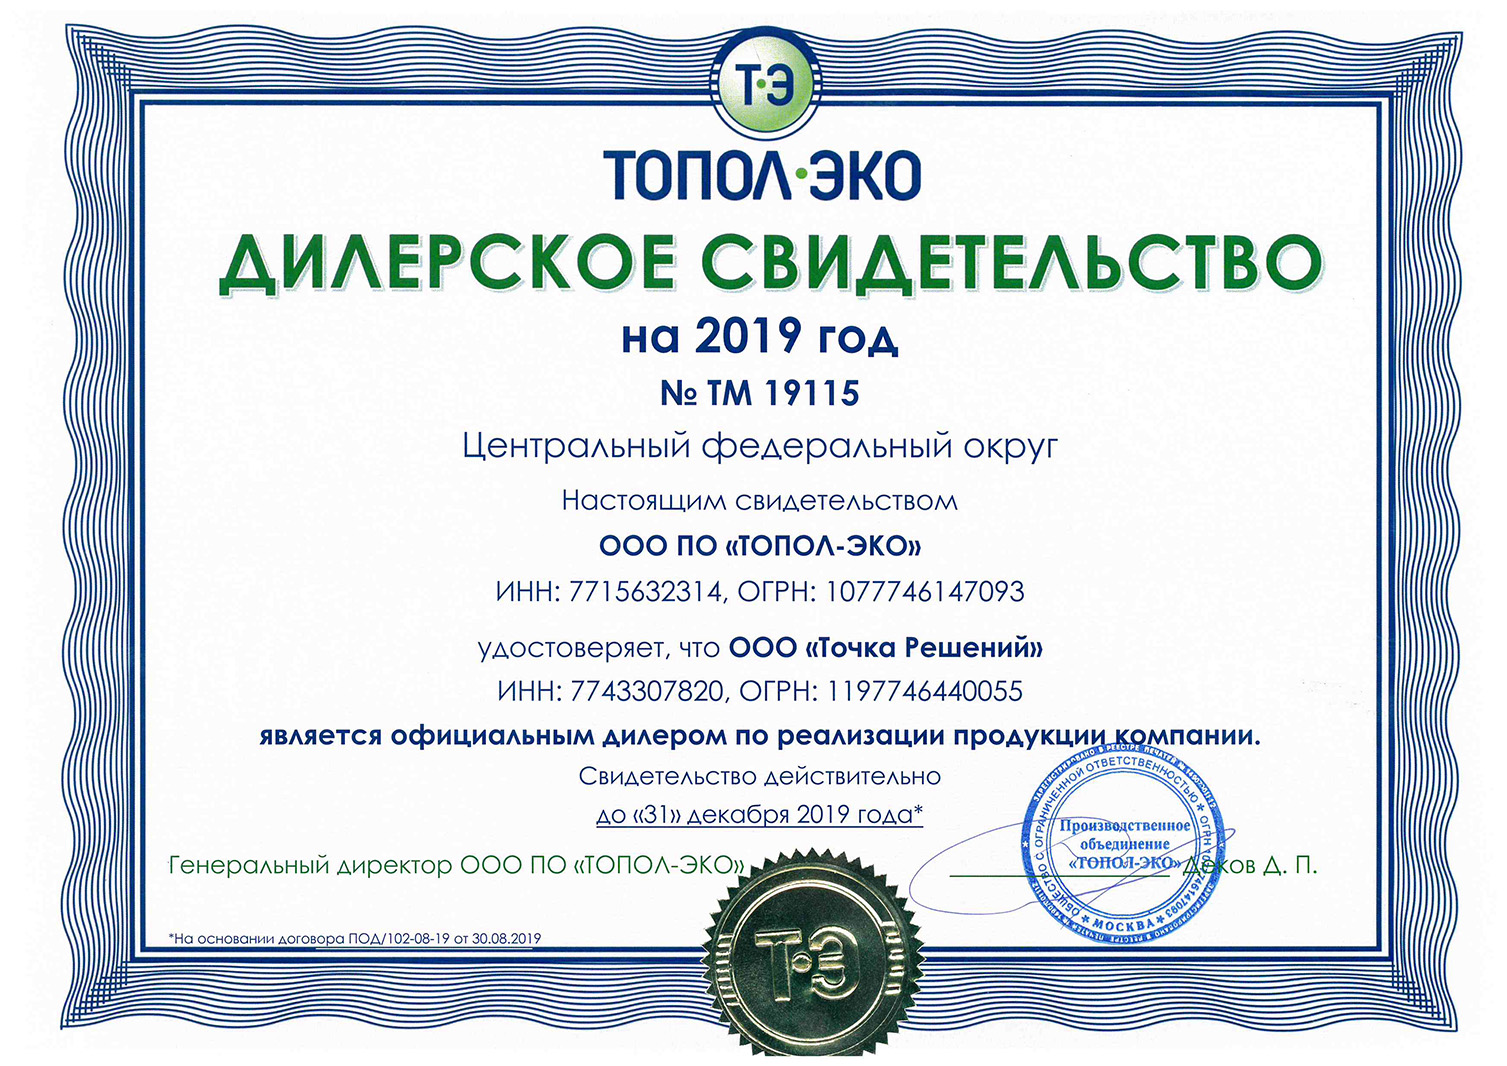 Т·Э
ТОПОЛ·ЭКО
ДИЛЕРСКОЕ СВИДЕТЕЛЬСТВО
на 2019 год
№ ТМ 19115
Центральный федеральный округ
Настоящим свидетельством
ООО ПО «ТОПОЛ-ЭКО»
ИНН: 7715632314, ОГРН: 1077746147093
удостоверяет, что ООО «Точка Решений»
ИНН: 7743307820, ОГРН: 1197746440055
является официальным дилером по реализации продукции компании.
Свидетельство действительно
до «31» декабря 2019 года*
Генеральный директор ООО ПО «ТОПОЛ-ЭКО»
Деков Д. П.
ОБЩЕСТВО С ОГРАНИЧЕННОЙ ОТВЕТСТВЕННОСТЬЮ
Производственное
объединение
«ТОПОЛ-ЭКО»
* МОСКВА *
*На основании договора ПОД/102-08-19 от 30.08.2019
Т·Э